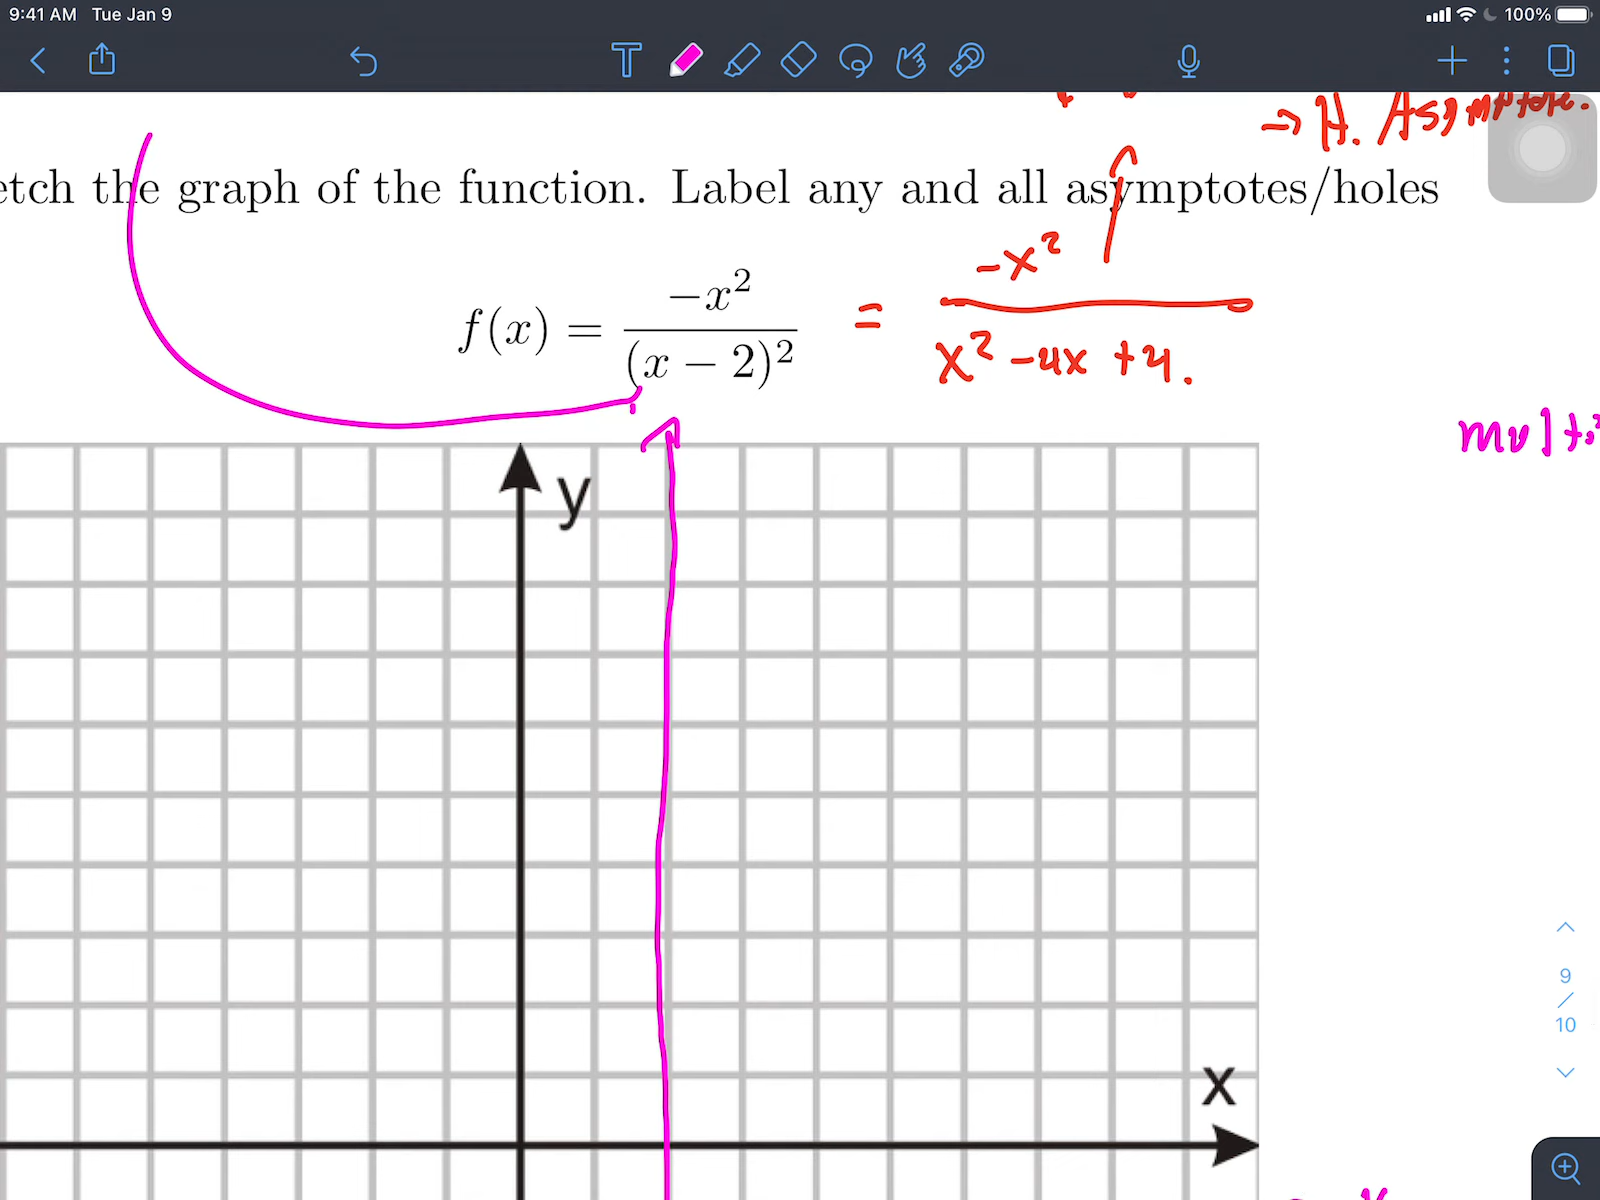 9:41 AM Tue Jan 9
100%
→ H. Asymptote.
etch the graph of the function. Label any and all asymptotes/holes
f(x) = −x² / (x − 2)² = −x² / x² −4x +4.
y
x
9
/
10